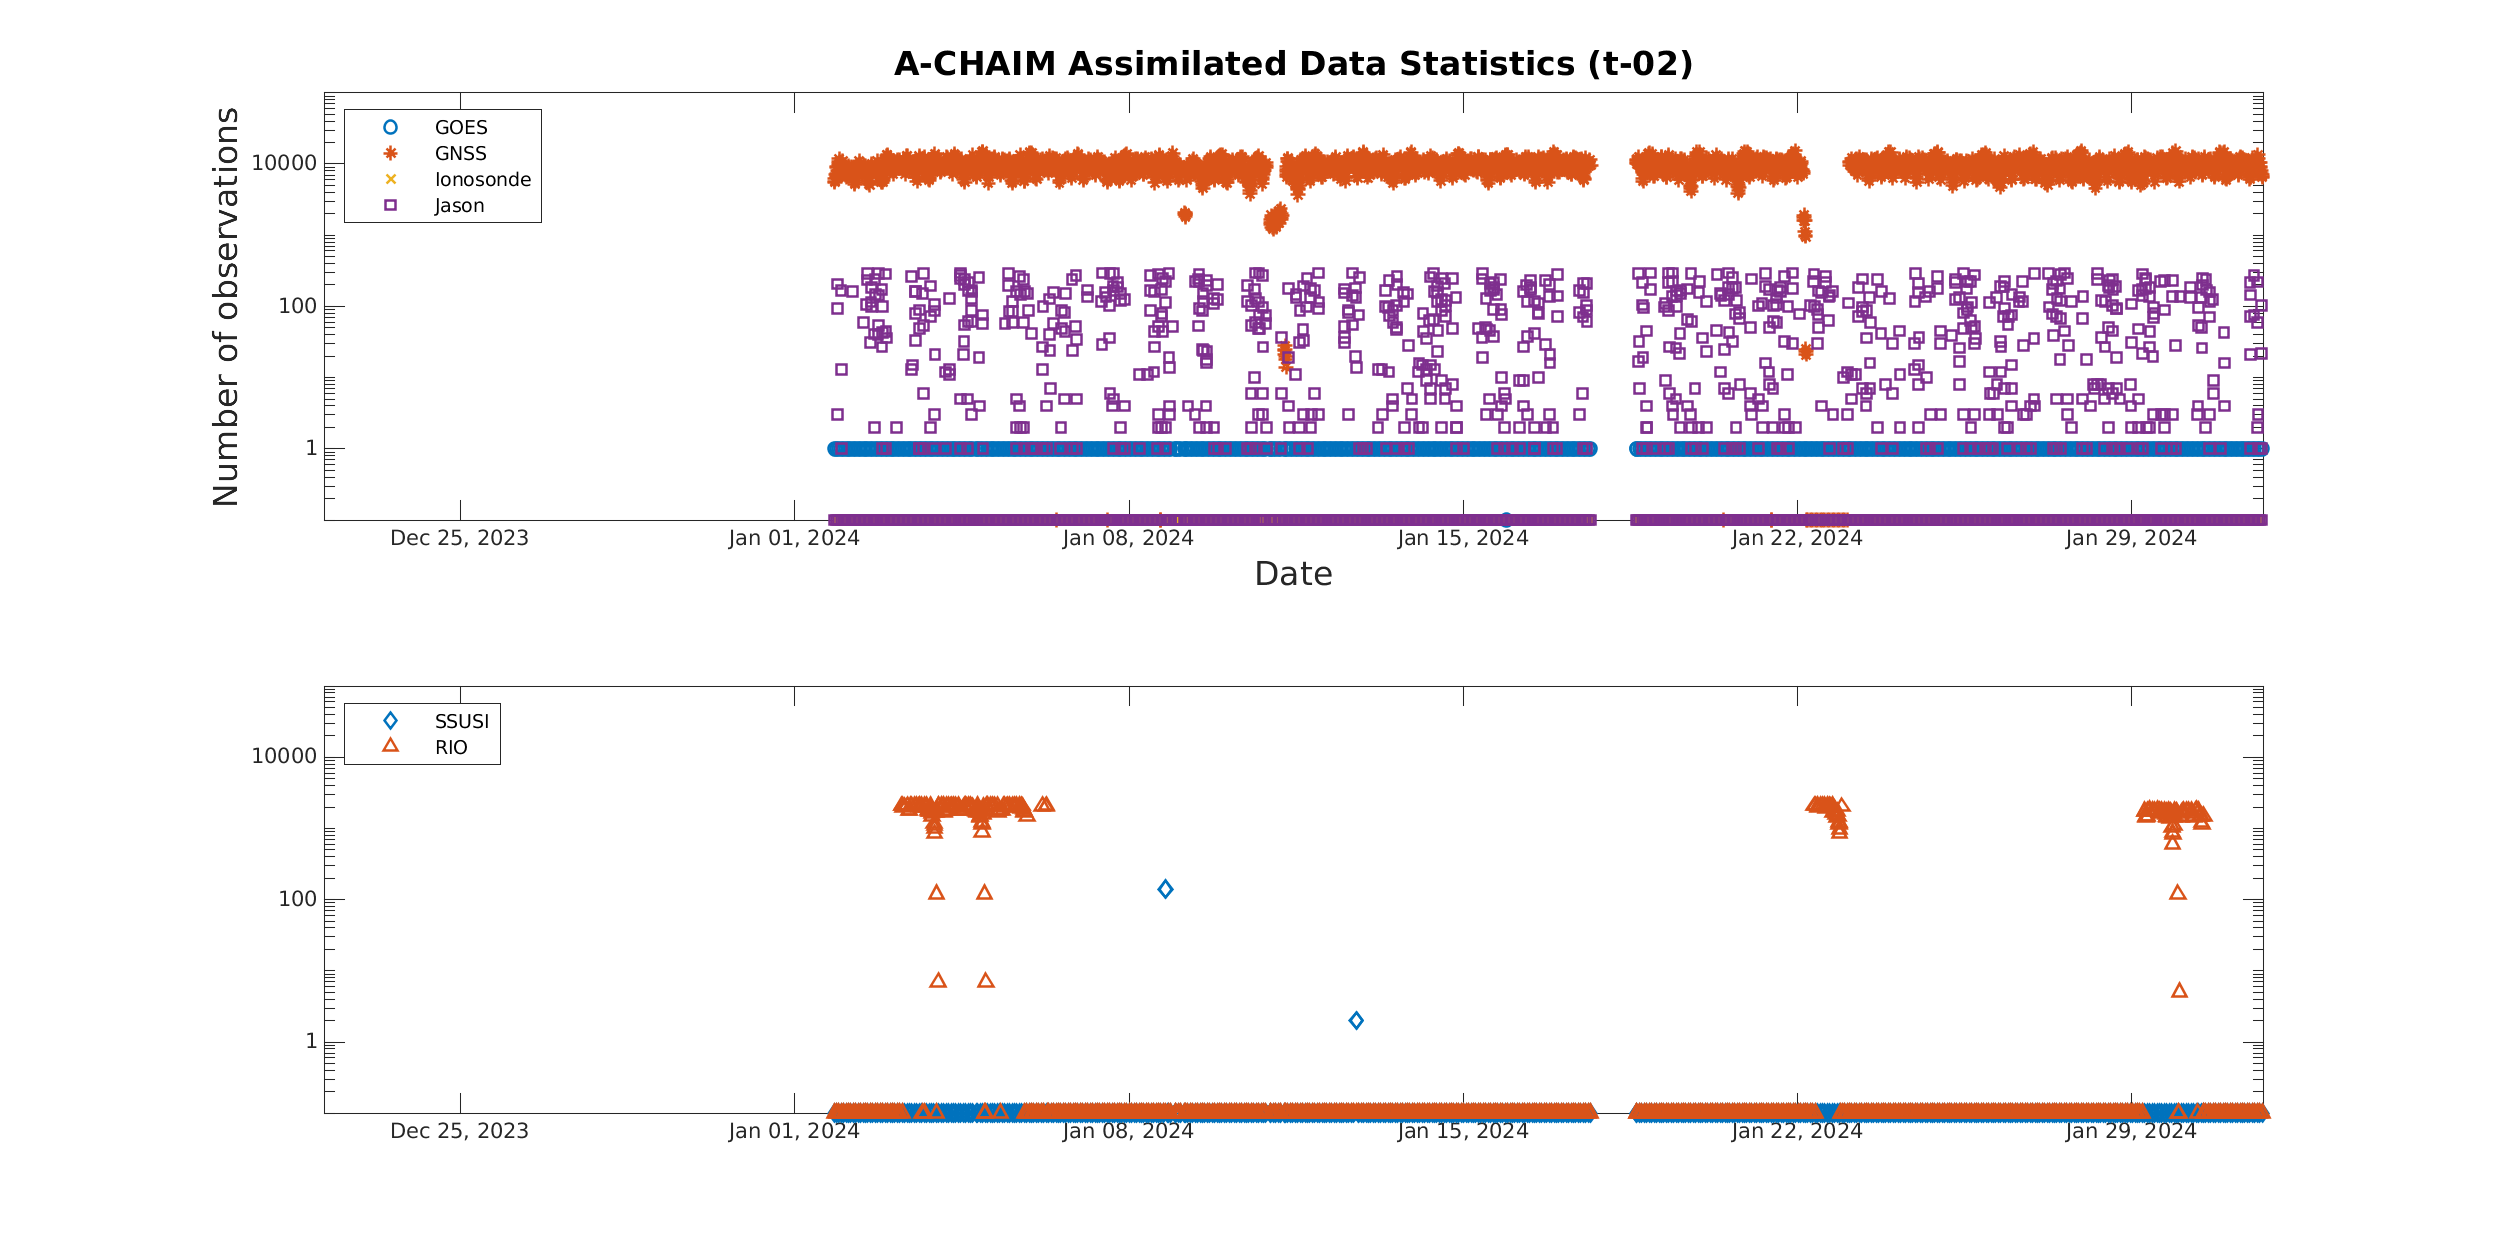 A-CHAIM Assimilated Data Statistics (t-02)
Number of observations
10000
100
1
GOES
GNSS
Ionosonde
Jason
Dec 25, 2023
Jan 01, 2024
Jan 08, 2024
Jan 15, 2024
Jan 22, 2024
Jan 29, 2024
Date
10000
100
1
SSUSI
RIO
Dec 25, 2023
Jan 01, 2024
Jan 08, 2024
Jan 15, 2024
Jan 22, 2024
Jan 29, 2024